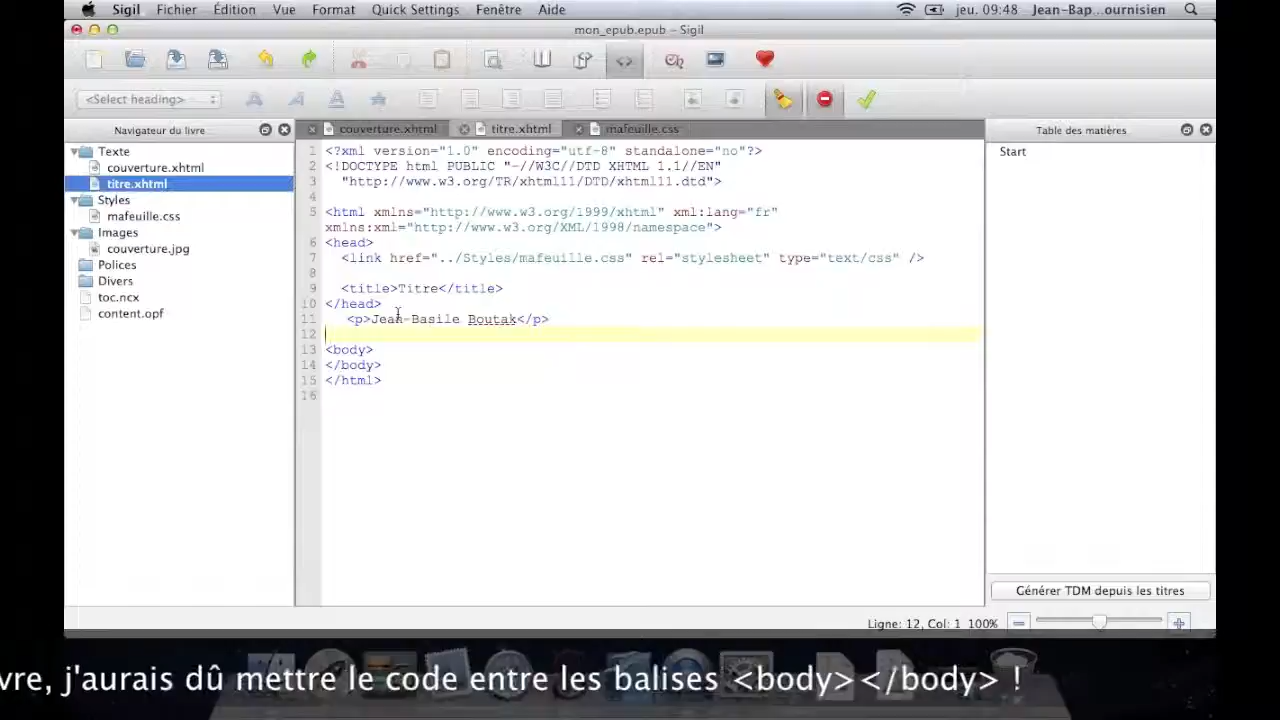 Sigil Fichier Édition Vue Format Quick Settings Fenêtre Aide jeu. 09:48 Jean-Bap...ournisien
mon_epub.epub - Sigil
<Select heading>
Navigateur du livre
couverture.xhtml titre.xhtml mafeuille.css
Table des matières
Texte
couverture.xhtml
titre.xhtml
Styles
mafeuille.css
Images
couverture.jpg
Polices
Divers
toc.ncx
content.opf
1 <?xml version="1.0" encoding="utf-8" standalone="no"?>
2 <!DOCTYPE html PUBLIC "-//W3C//DTD XHTML 1.1//EN"
3 "http://www.w3.org/TR/xhtml11/DTD/xhtml11.dtd">
4
5 <html xmlns="http://www.w3.org/1999/xhtml" xml:lang="fr"
xmlns:xml="http://www.w3.org/XML/1998/namespace">
6 <head>
7 <link href="../Styles/mafeuille.css" rel="stylesheet" type="text/css" />
8
9 <title>Titre</title>
10 </head>
11 <p>Jean-Basile Boutak</p>
12
13 <body>
14 </body>
15 </html>
16
Start
Générer TDM depuis les titres
Ligne: 12, Col: 1 100%
vre, j'aurais dû mettre le code entre les balises <body></body> !